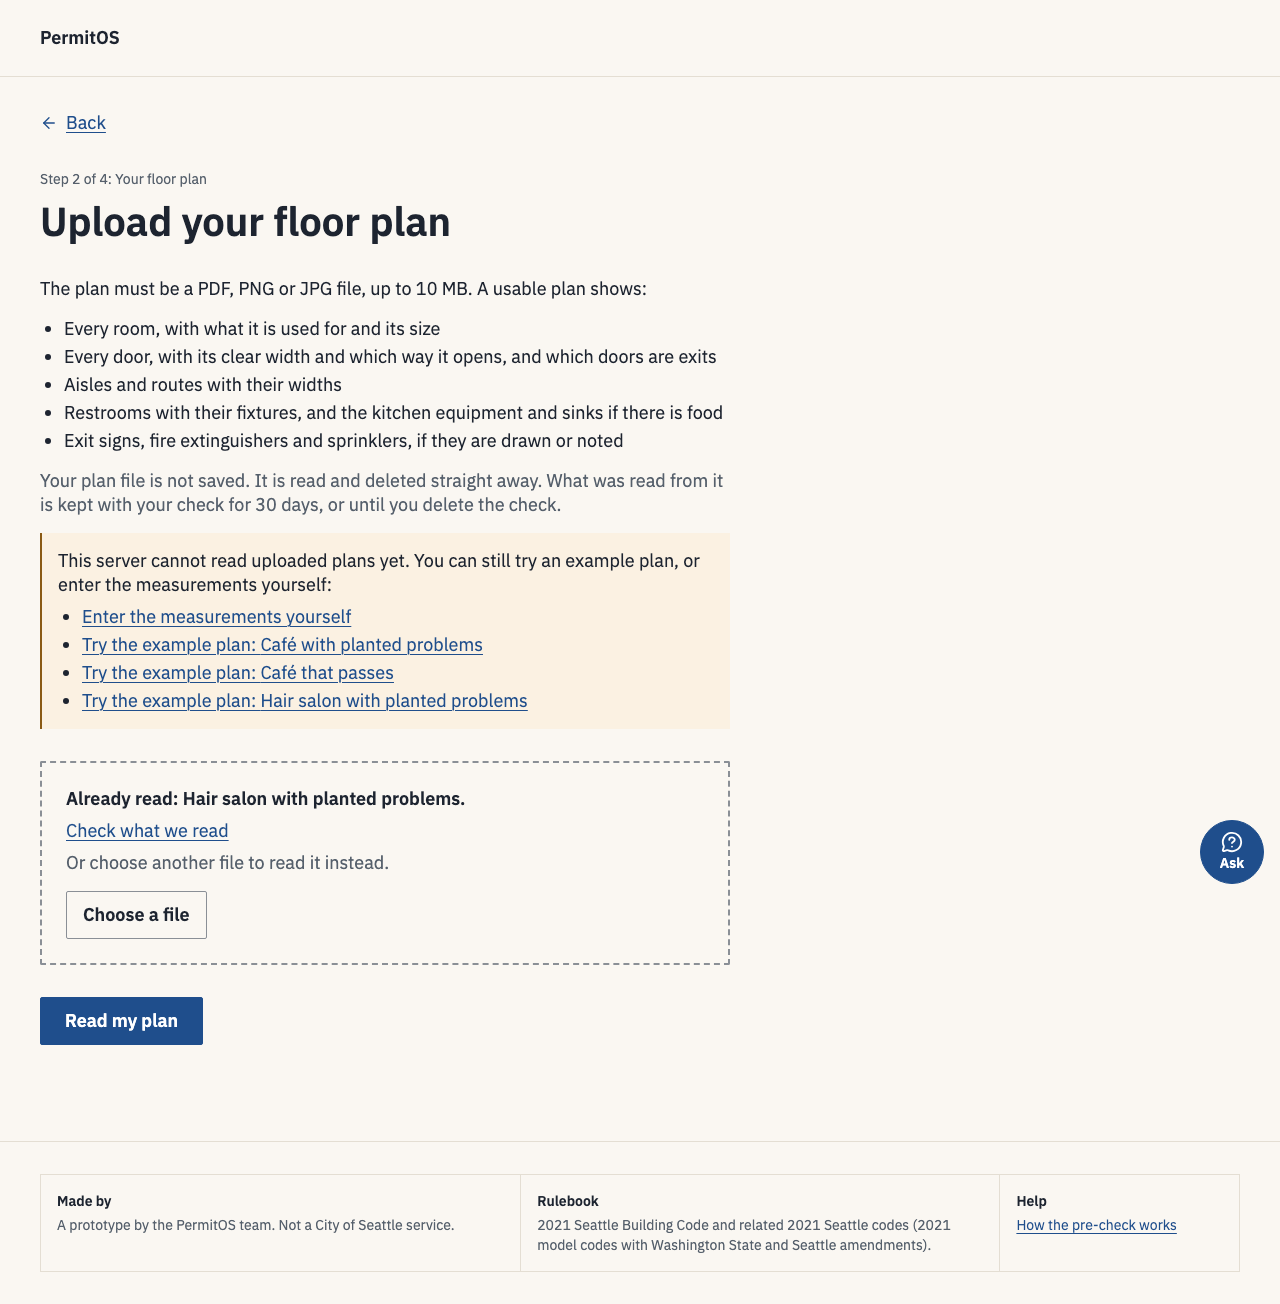 PermitOS
Back
Step 2 of 4: Your floor plan
Upload your floor plan
The plan must be a PDF, PNG or JPG file, up to 10 MB. A usable plan shows:
Every room, with what it is used for and its size
Every door, with its clear width and which way it opens, and which doors are exits
Aisles and routes with their widths
Restrooms with their fixtures, and the kitchen equipment and sinks if there is food
Exit signs, fire extinguishers and sprinklers, if they are drawn or noted
Your plan file is not saved. It is read and deleted straight away. What was read from it
is kept with your check for 30 days, or until you delete the check.
This server cannot read uploaded plans yet. You can still try an example plan, or
enter the measurements yourself:
Enter the measurements yourself
Try the example plan: Café with planted problems
Try the example plan: Café that passes
Try the example plan: Hair salon with planted problems
Already read: Hair salon with planted problems.
Check what we read
Or choose another file to read it instead.
Choose a file
Ask
Read my plan
Made by
A prototype by the PermitOS team. Not a City of Seattle service.
Rulebook
2021 Seattle Building Code and related 2021 Seattle codes (2021
model codes with Washington State and Seattle amendments).
Help
How the pre-check works